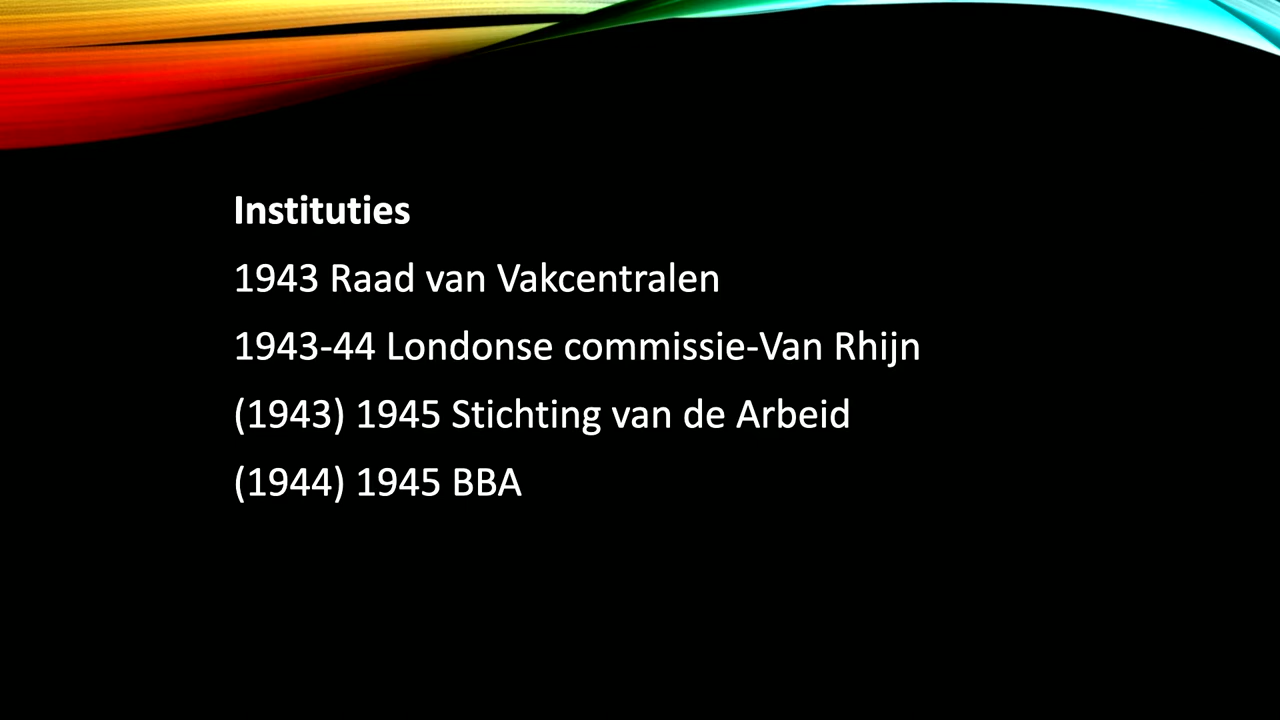 Instituties
1943 Raad van Vakcentralen
1943-44 Londonse commissie-Van Rhijn
(1943) 1945 Stichting van de Arbeid
(1944) 1945 BBA